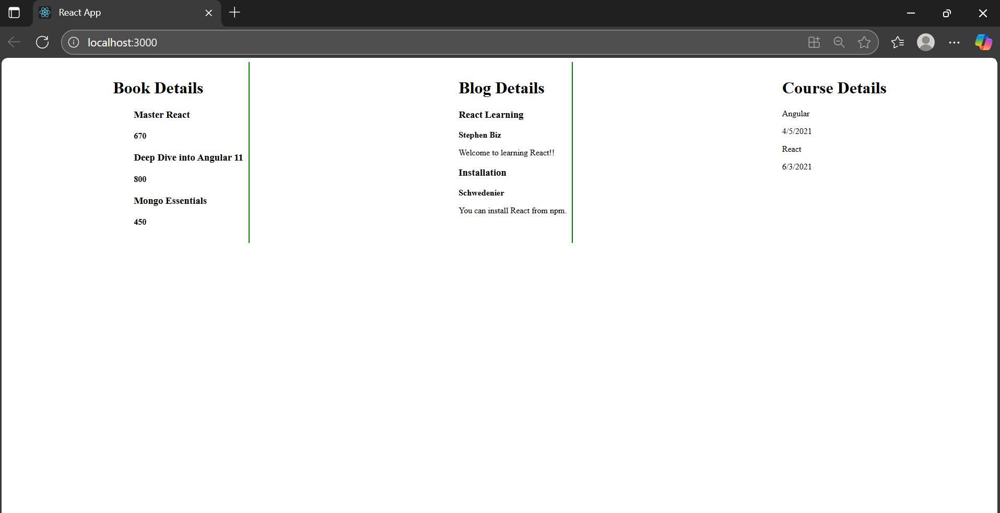 React App
localhost:3000
Book Details
Master React
670
Deep Dive into Angular 11
800
Mongo Essentials
450
Blog Details
React Learning
Stephen Biz
Welcome to learning React!!
Installation
Schwedenier
You can install React from npm.
Course Details
Angular
4/5/2021
React
6/3/2021